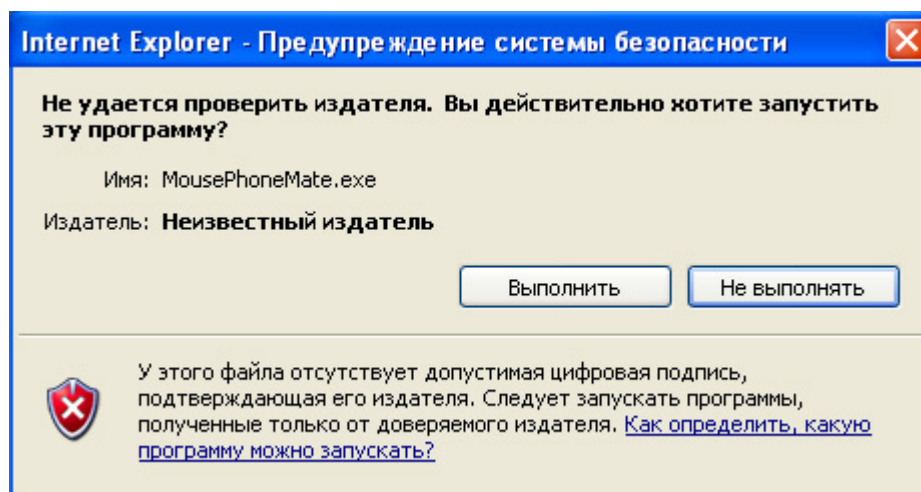 Internet Explorer - Предупреждение системы безопасности
Не удается проверить издателя. Вы действительно хотите запустить
эту программу?
Имя: MousePhoneMate.exe
Издатель: Неизвестный издатель
Выполнить Не выполнять
У этого файла отсутствует допустимая цифровая подпись,
подтверждающая его издателя. Следует запускать программы,
полученные только от доверяемого издателя. Как определить, какую
программу можно запускать?